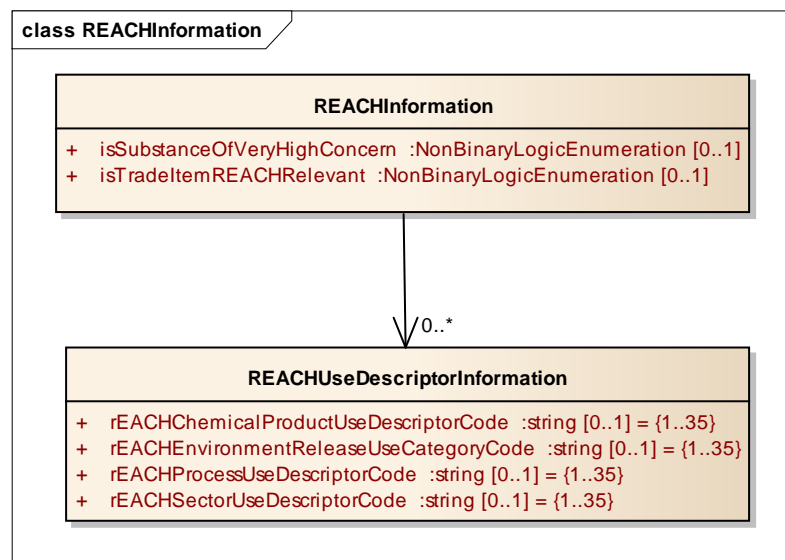 class REACHInformation
REACHInformation
+ isSubstanceOfVeryHighConcern :NonBinaryLogicEnumeration [0..1]
+ isTradeItemREACHRelevant :NonBinaryLogicEnumeration [0..1]
0..*
REACHUseDescriptorInformation
+ rEACHChemicalProductUseDescriptorCode :string [0..1] = {1..35}
+ rEACHEnvironmentReleaseUseCategoryCode :string [0..1] = {1..35}
+ rEACHProcessUseDescriptorCode :string [0..1] = {1..35}
+ rEACHSectorUseDescriptorCode :string [0..1] = {1..35}